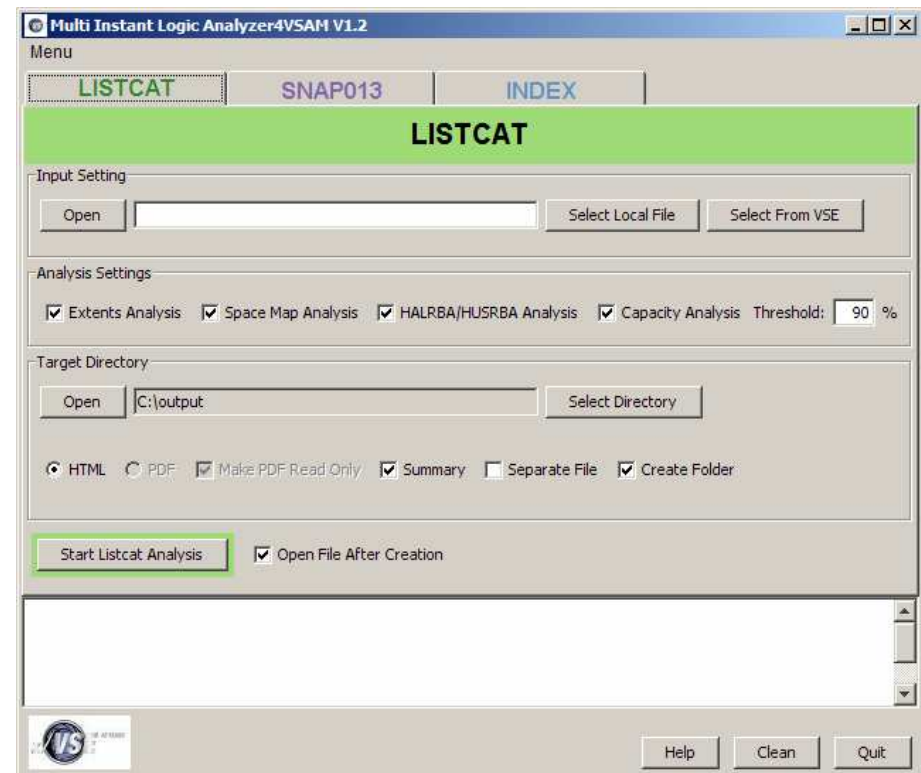 Multi Instant Logic Analyzer4VSAM V1.2
Menu
LISTCAT SNAP013 INDEX
LISTCAT
Input Setting
Open Select Local File Select From VSE
Analysis Settings
Extents Analysis Space Map Analysis HALRBA/HUSRBA Analysis Capacity Analysis Threshold: 90 %
Target Directory
Open C:\output Select Directory
HTML PDF Make PDF Read Only Summary Separate File Create Folder
Start Listcat Analysis Open File After Creation
VS
Help Clean Quit